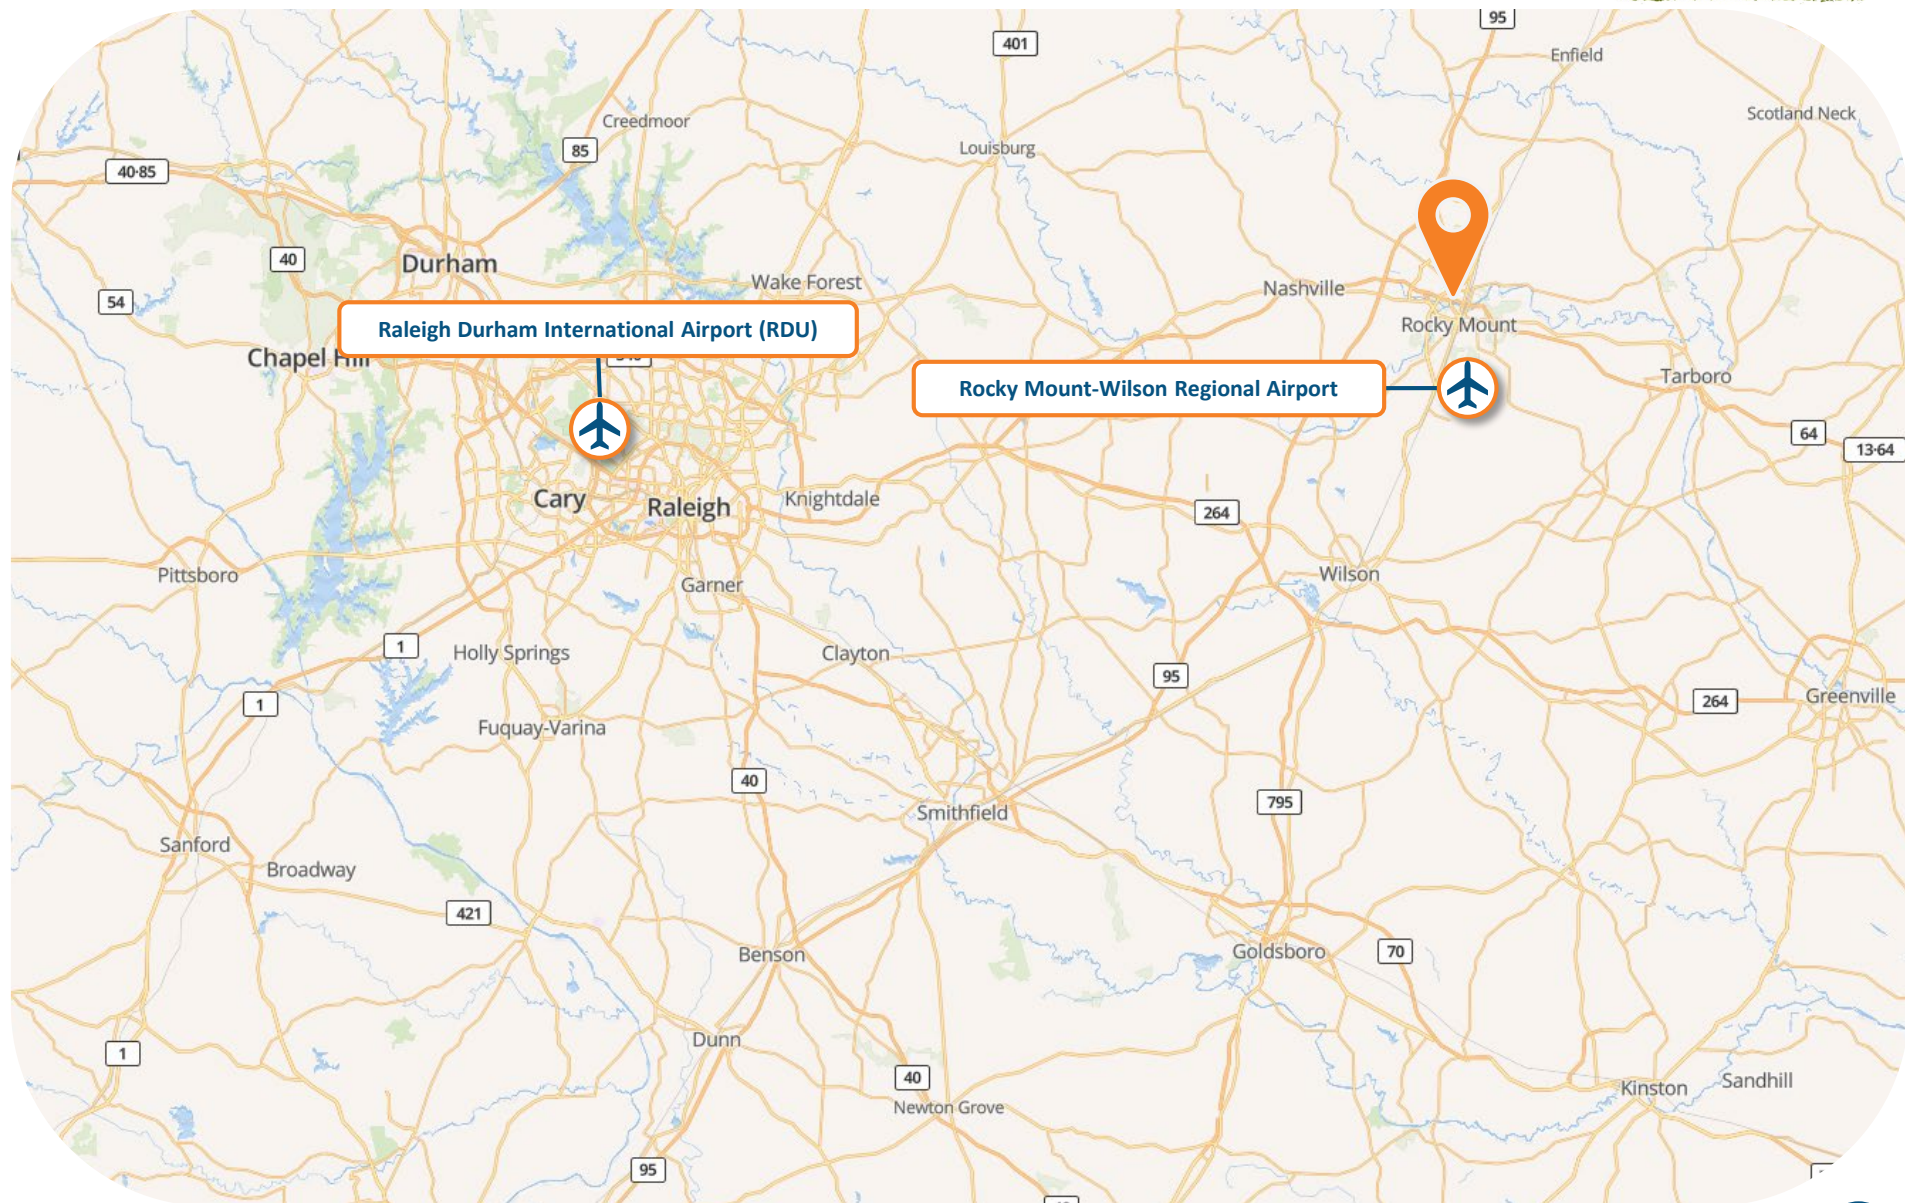 95
401
Enfield
Scotland Neck
Creedmoor
85
Louisburg
40·85
40
Durham
54
Wake Forest
Nashville
Rocky Mount
Raleigh Durham International Airport (RDU)
Chapel Hill
Rocky Mount-Wilson Regional Airport
Tarboro
64
13·64
Cary
Raleigh
Knightdale
264
Pittsboro
Garner
Wilson
1
Holly Springs
Clayton
95
1
264
Greenville
Fuquay-Varina
40
795
Smithfield
Sanford
Broadway
421
Benson
Goldsboro
70
Dunn
1
40
Newton Grove
Kinston
Sandhill
95